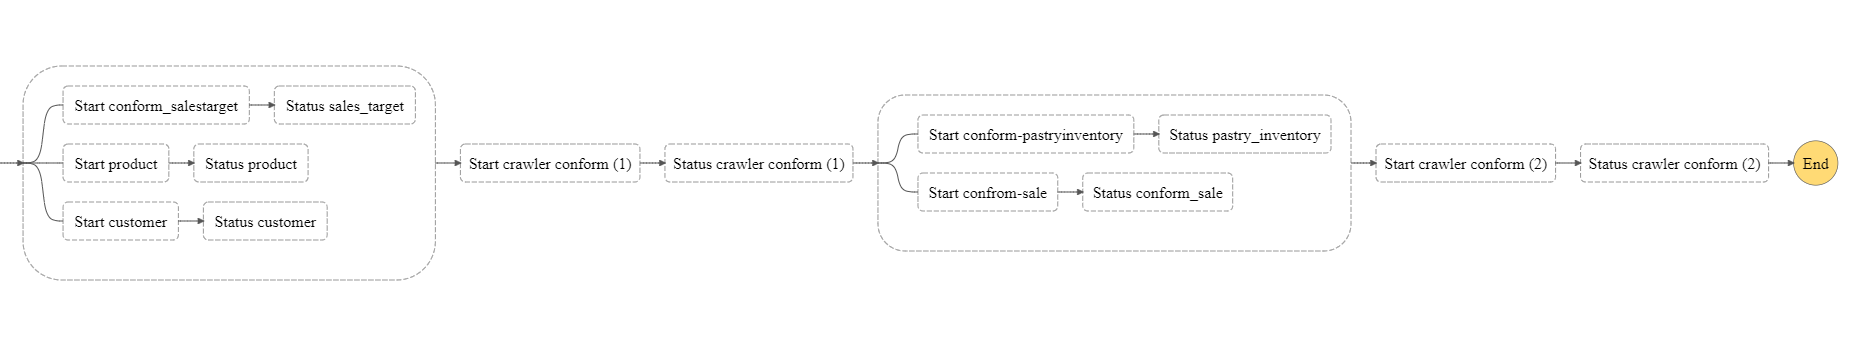 Start conform_salestarget
Status sales_target
Start product
Status product
Start customer
Status customer
Start crawler conform (1)
Status crawler conform (1)
Start conform-pastryinventory
Status pastry_inventory
Start confrom-sale
Status conform_sale
Start crawler conform (2)
Status crawler conform (2)
End